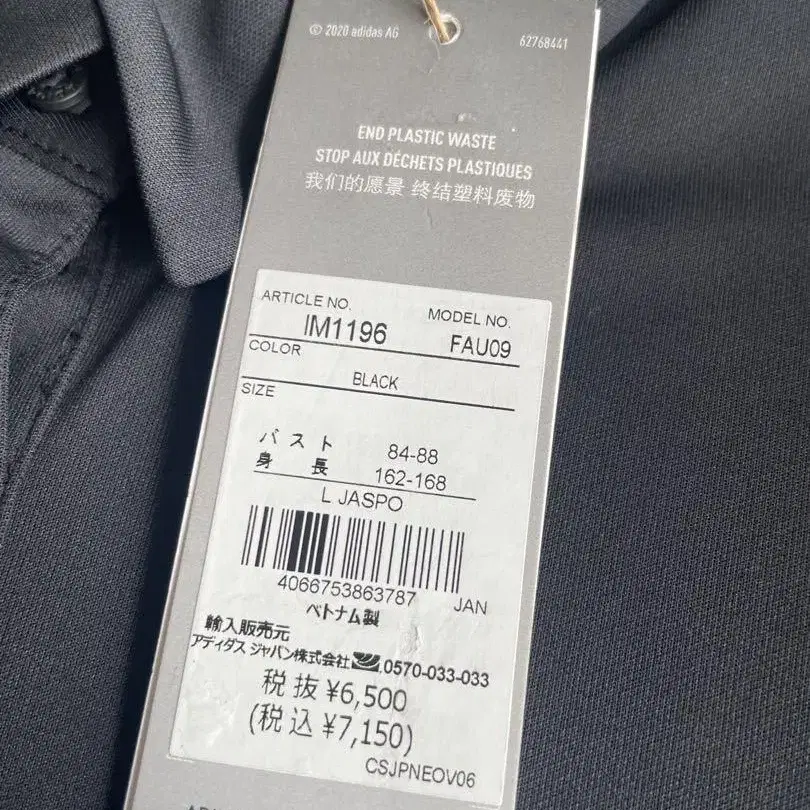 © 2020 adidas AG
62768441
END PLASTIC WASTE
STOP AUX DÉCHETS PLASTIQUES
我们的愿景 终结塑料废物
ARTICLE NO.
MODEL NO.
IM1196
FAU09
COLOR
BLACK
SIZE
バスト 84-88
身長 162-168
L JASPO
4066753863787 JAN
ベトナム製
輸入販売元
アディダス ジャパン株式会社 0570-033-033
税抜 ¥6,500
(税込 ¥7,150)
CSJPNEOV06